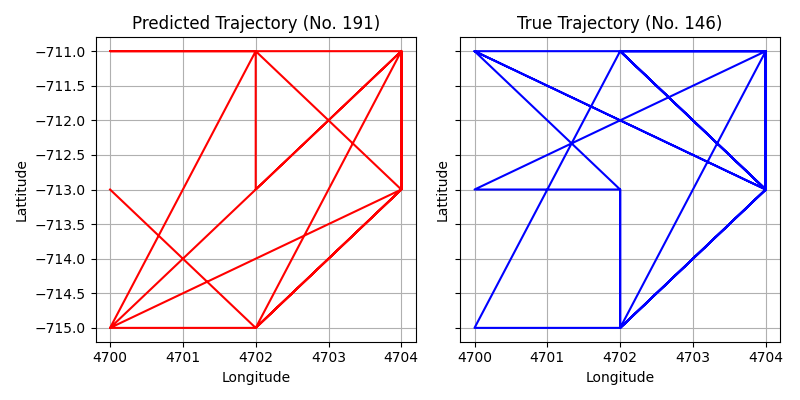 Predicted Trajectory (No. 191)
−711.0
−711.5
−712.0
−712.5
−713.0
−713.5
−714.0
−714.5
−715.0
Lattitude
4700 4701 4702 4703 4704
Longitude
True Trajectory (No. 146)
Lattitude
4700 4701 4702 4703 4704
Longitude